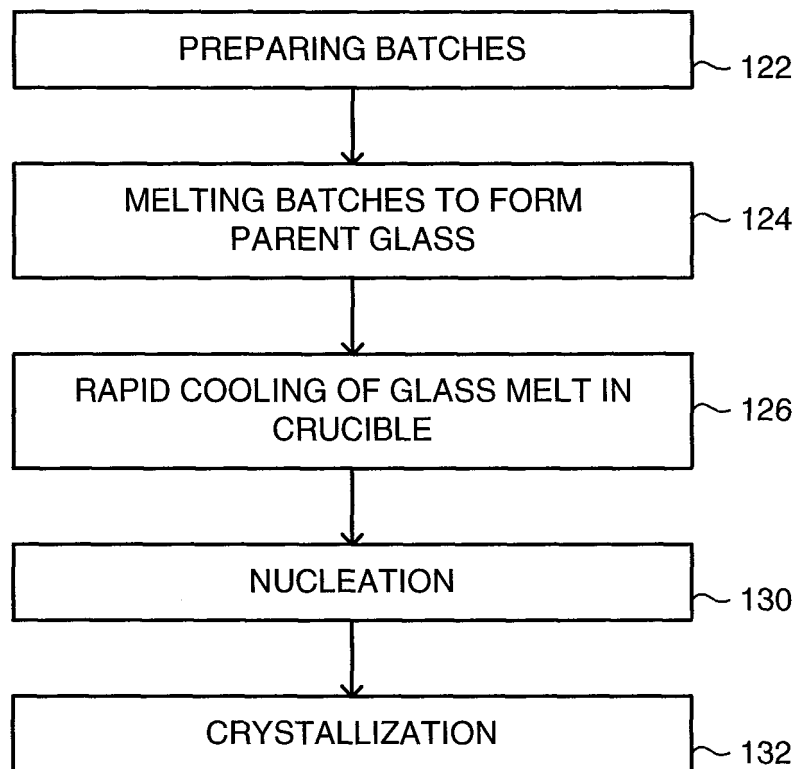 PREPARING BATCHES
122
MELTING BATCHES TO FORM
PARENT GLASS
124
RAPID COOLING OF GLASS MELT IN
CRUCIBLE
126
NUCLEATION
130
CRYSTALLIZATION
132